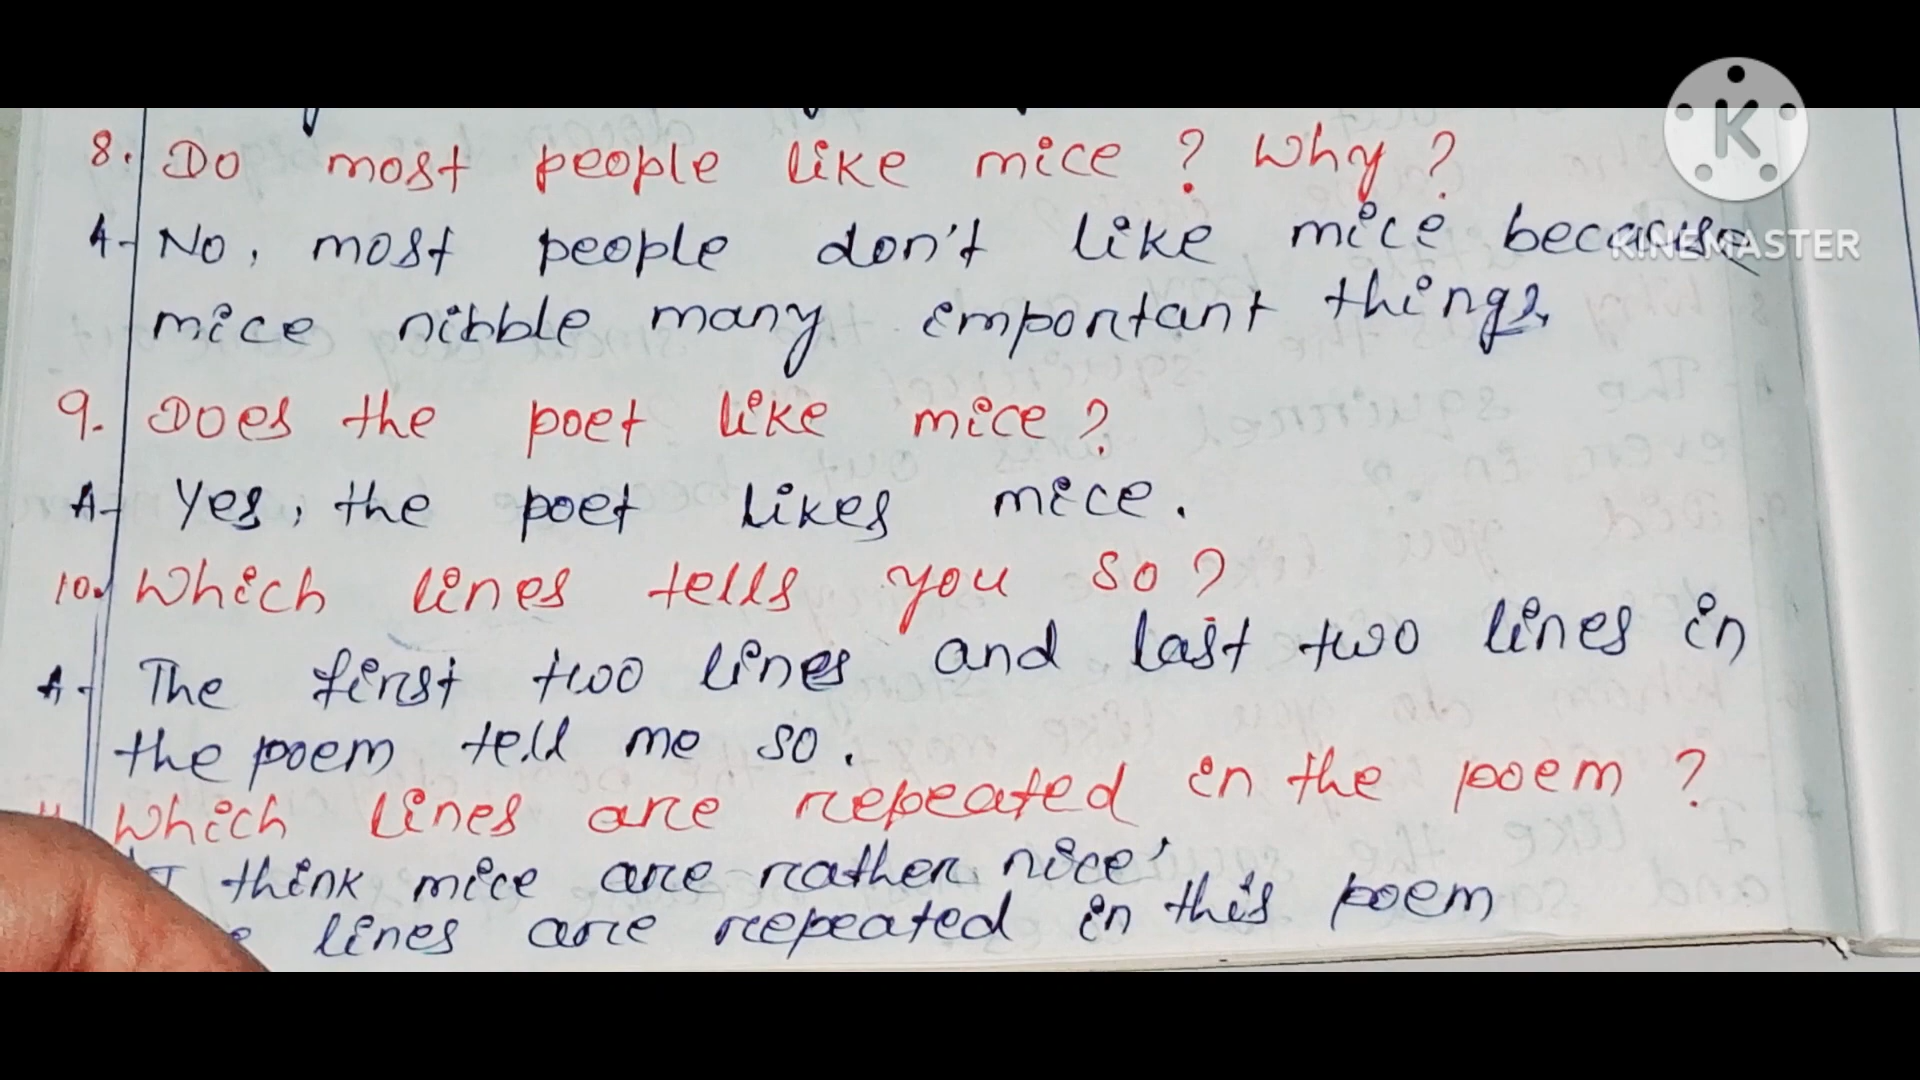 8. Do most people like mice? Why?
A- No, most people don't like mice because
mice nibble many important things,
9. Does the poet like mice?
A- Yes, the poet likes mice.
10. Which lines tells you so?
A- The first two lines and last two lines in
the poem tell me so.
Which lines are repeated in the poem?
I think mice are rather nice'
lines are repeated in this poem
K
KINEMASTER